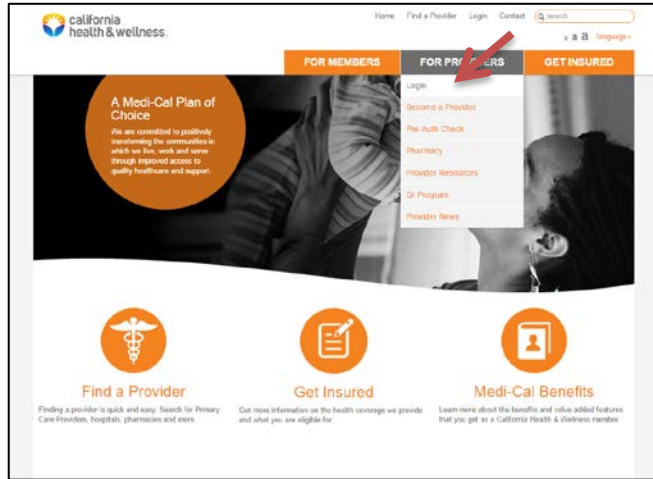 california
health & wellness.
Home Find a Provider Login Contact search
a a a language
FOR MEMBERS FOR PROVIDERS GET INSURED
Login
Become a Provider
Pre-Auth Check
Pharmacy
Provider Resources
QI Program
Provider News
A Medi-Cal Plan of
Choice
We are committed to positively
transforming the communities in
which we live, work and serve
through improved access to
quality healthcare and support.
Find a Provider
Finding a provider is quick and easy. Search for Primary
Care Providers, hospitals, pharmacies and more.
Get Insured
Get more information on the health coverage we provide
and what you are eligible for.
Medi-Cal Benefits
Learn more about the benefits and value added features
that you get as a California Health & Wellness member.